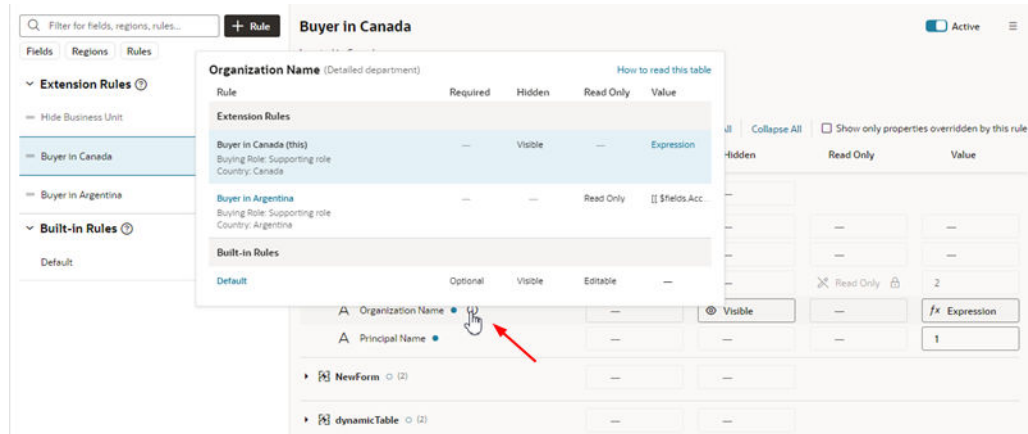 Filter for fields, regions, rules...
+ Rule
Fields Regions Rules
Extension Rules
Hide Business Unit
Buyer in Canada
Buyer in Argentina
Built-in Rules
Default
Buyer in Canada
Active
Organization Name (Detailed department)
How to read this table
Rule Required Hidden Read Only Value
Extension Rules
Buyer in Canada (this) — Visible — Expression
Buying Role: Supporting role
Country: Canada
Buyer in Argentina — — Read Only [[ $fields.Acc...
Buying Role: Supporting role
Country: Argentina
Built-in Rules
Default Optional Visible Editable —
Collapse All Show only properties overridden by this rule
Hidden Read Only Value
—
— — —
— — —
— Read Only 2
A Organization Name — Visible — fx Expression
A Principal Name — — — 1
NewForm (2) — —
dynamicTable (2) — —